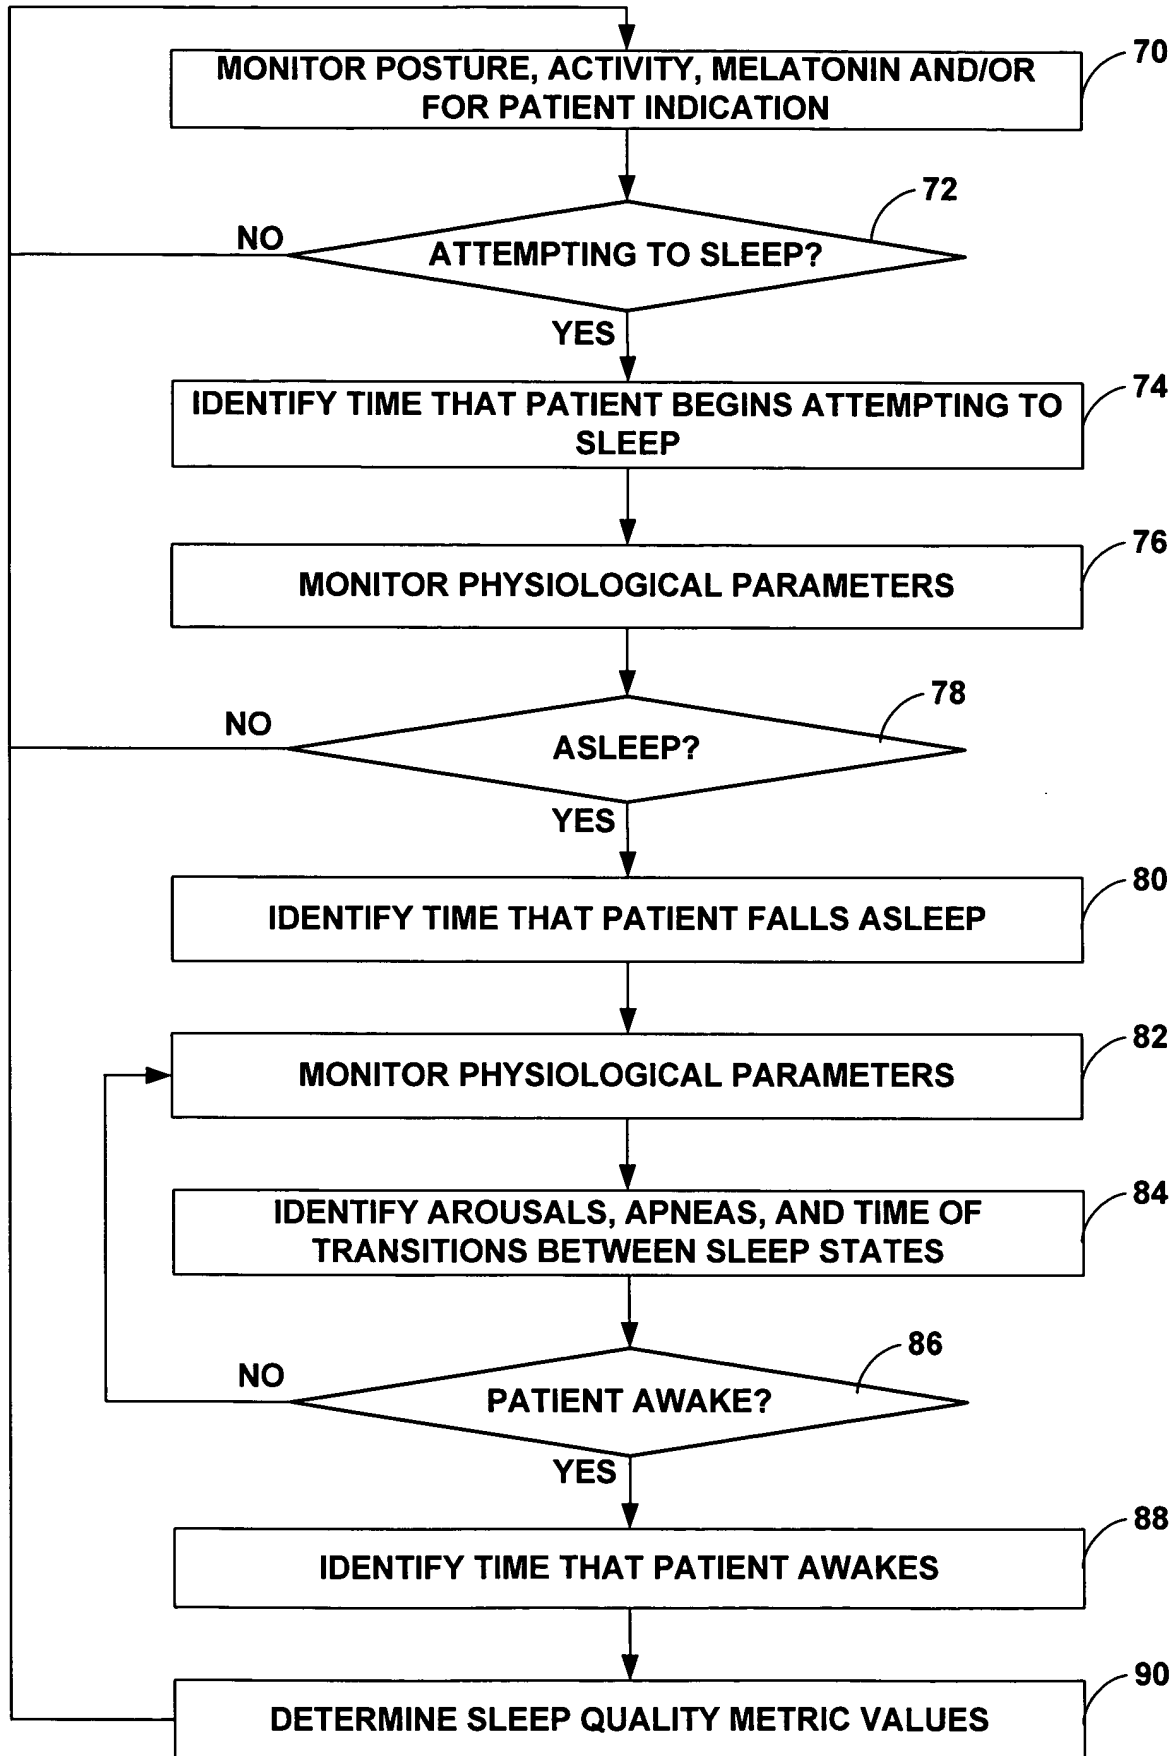 70
MONITOR POSTURE, ACTIVITY, MELATONIN AND/OR
FOR PATIENT INDICATION
72
NO
ATTEMPTING TO SLEEP?
YES
74
IDENTIFY TIME THAT PATIENT BEGINS ATTEMPTING TO
SLEEP
76
MONITOR PHYSIOLOGICAL PARAMETERS
78
NO
ASLEEP?
YES
80
IDENTIFY TIME THAT PATIENT FALLS ASLEEP
82
MONITOR PHYSIOLOGICAL PARAMETERS
84
IDENTIFY AROUSALS, APNEAS, AND TIME OF
TRANSITIONS BETWEEN SLEEP STATES
86
NO
PATIENT AWAKE?
YES
88
IDENTIFY TIME THAT PATIENT AWAKES
90
DETERMINE SLEEP QUALITY METRIC VALUES